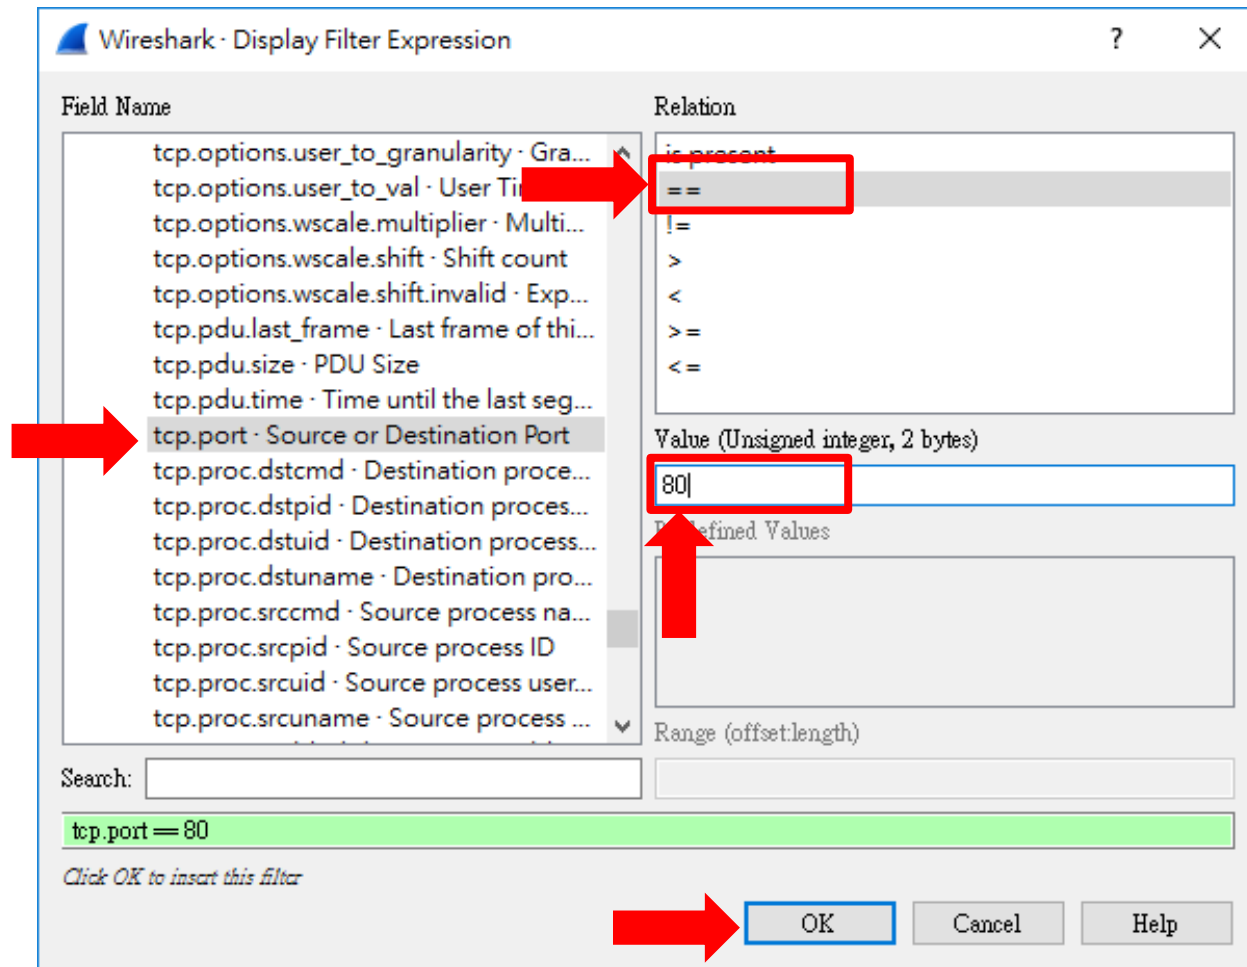 Wireshark · Display Filter Expression
?
Field Name
tcp.options.user_to_granularity · Gra...
tcp.options.user_to_val · User
tcp.options.wscale.multiplier · Multi...
tcp.options.wscale.shift · Shift count
tcp.options.wscale.shift.invalid · Exp...
tcp.pdu.last_frame · Last frame of thi...
tcp.pdu.size · PDU Size
tcp.pdu.time · Time until the last seg...
tcp.port · Source or Destination Port
tcp.proc.dstcmd · Destination proce...
tcp.proc.dstpid · Destination proces...
tcp.proc.dstuid · Destination process...
tcp.proc.dstuname · Destination pro...
tcp.proc.srccmd · Source process na...
tcp.proc.srcpid · Source process ID
tcp.proc.srcuid · Source process user...
tcp.proc.srcuname · Source process ...
Search:
Relation
is present
==
!=
>
<
>=
<=
Value (Unsigned integer, 2 bytes)
80
Values
Range (offset:length)
tcp.port == 80
Click OK to insert this filter
OK
Cancel
Help